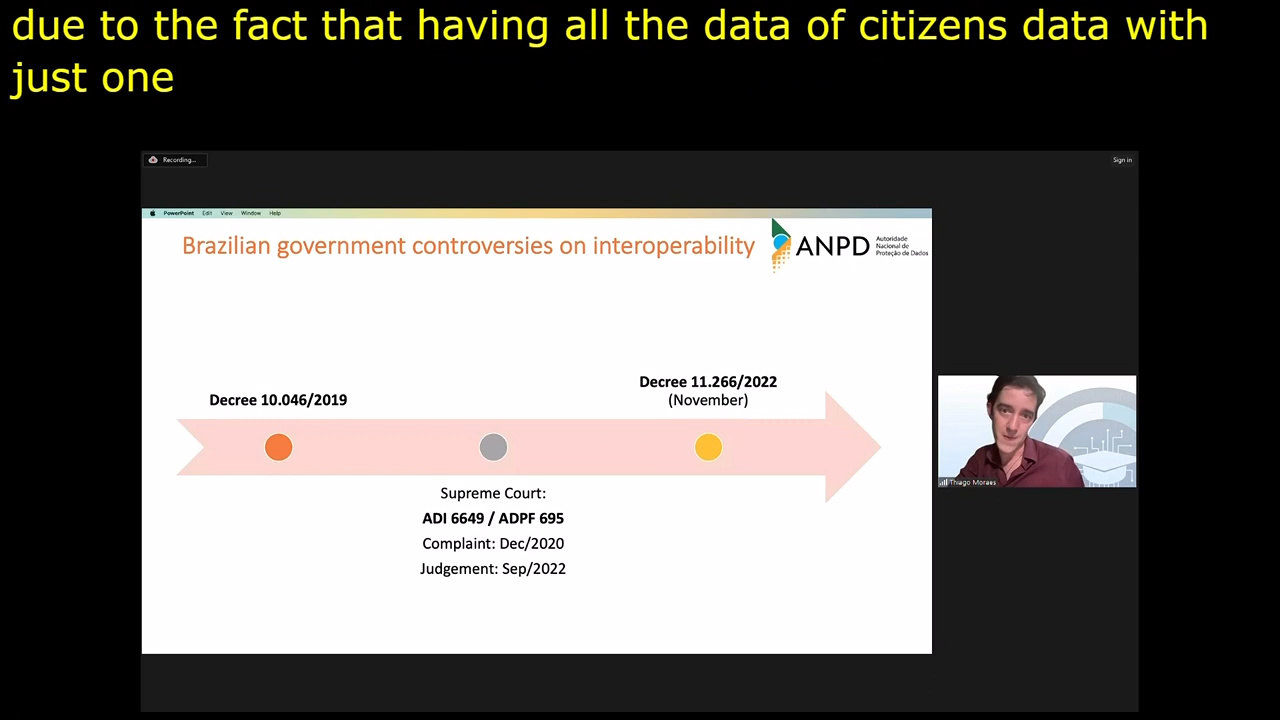 due to the fact that having all the data of citizens data with
just one
Recording...
Sign in
PowerPoint Edit View Window Help
Brazilian government controversies on interoperability
ANPD
Autoridade
Nacional de
Proteção de Dados
Decree 10.046/2019
Decree 11.266/2022
(November)
Supreme Court:
ADI 6649 / ADPF 695
Complaint: Dec/2020
Judgement: Sep/2022
Thiago Moraes